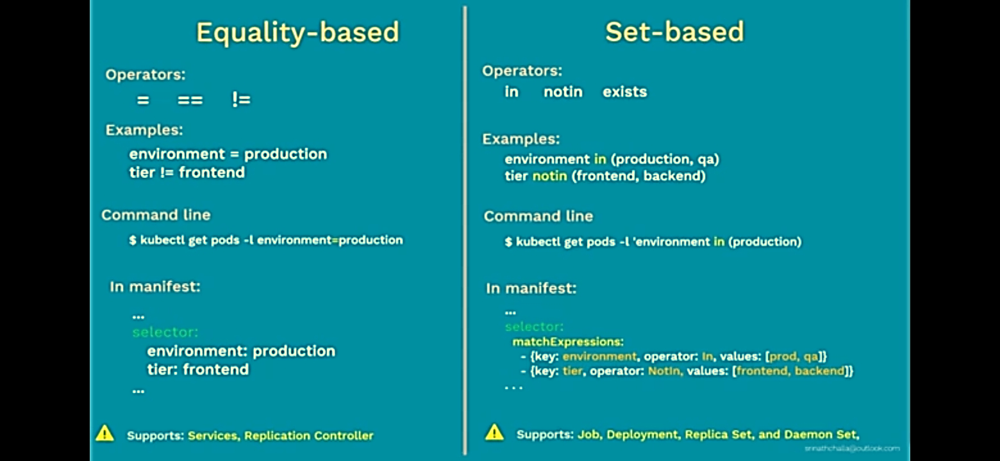 Equality-based
Operators:
= == !=
Examples:
environment = production
tier != frontend
Command line
$ kubectl get pods -l environment=production
In manifest:
...
selector:
environment: production
tier: frontend
...
Supports: Services, Replication Controller
Set-based
Operators:
in notin exists
Examples:
environment in (production, qa)
tier notin (frontend, backend)
Command line
$ kubectl get pods -l 'environment in (production)
In manifest:
...
selector:
matchExpressions:
- {key: environment, operator: In, values: [prod, qa]}
- {key: tier, operator: NotIn, values: [frontend, backend]}
...
Supports: Job, Deployment, Replica Set, and Daemon Set,
srinathchalla@outlook.com